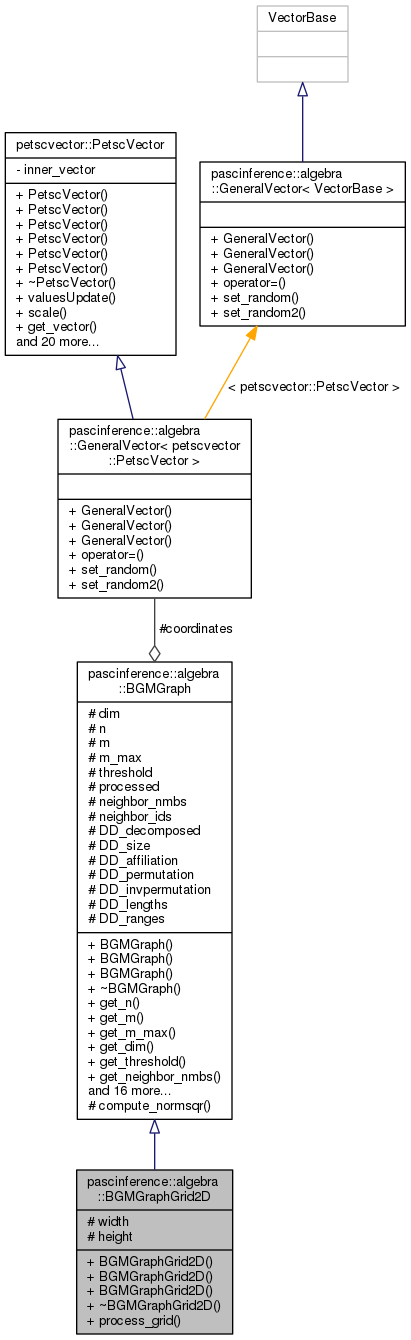 VectorBase
petscvector::PetscVector
- inner_vector
+ PetscVector()
+ PetscVector()
+ PetscVector()
+ PetscVector()
+ PetscVector()
+ PetscVector()
+ ~PetscVector()
+ valuesUpdate()
+ scale()
+ get_vector()
and 20 more...
pascinference::algebra
::GeneralVector< VectorBase >
+ GeneralVector()
+ GeneralVector()
+ GeneralVector()
+ operator=()
+ set_random()
+ set_random2()
< petscvector::PetscVector >
pascinference::algebra
::GeneralVector< petscvector
::PetscVector >
+ GeneralVector()
+ GeneralVector()
+ GeneralVector()
+ operator=()
+ set_random()
+ set_random2()
#coordinates
pascinference::algebra
::BGMGraph
# dim
# n
# m
# m_max
# threshold
# processed
# neighbor_nmbs
# neighbor_ids
# DD_decomposed
# DD_size
# DD_affiliation
# DD_permutation
# DD_invpermutation
# DD_lengths
# DD_ranges
+ BGMGraph()
+ BGMGraph()
+ BGMGraph()
+ ~BGMGraph()
+ get_n()
+ get_m()
+ get_m_max()
+ get_dim()
+ get_threshold()
+ get_neighbor_nmbs()
and 16 more...
# compute_normsqr()
pascinference::algebra
::BGMGraphGrid2D
# width
# height
+ BGMGraphGrid2D()
+ BGMGraphGrid2D()
+ BGMGraphGrid2D()
+ ~BGMGraphGrid2D()
+ process_grid()